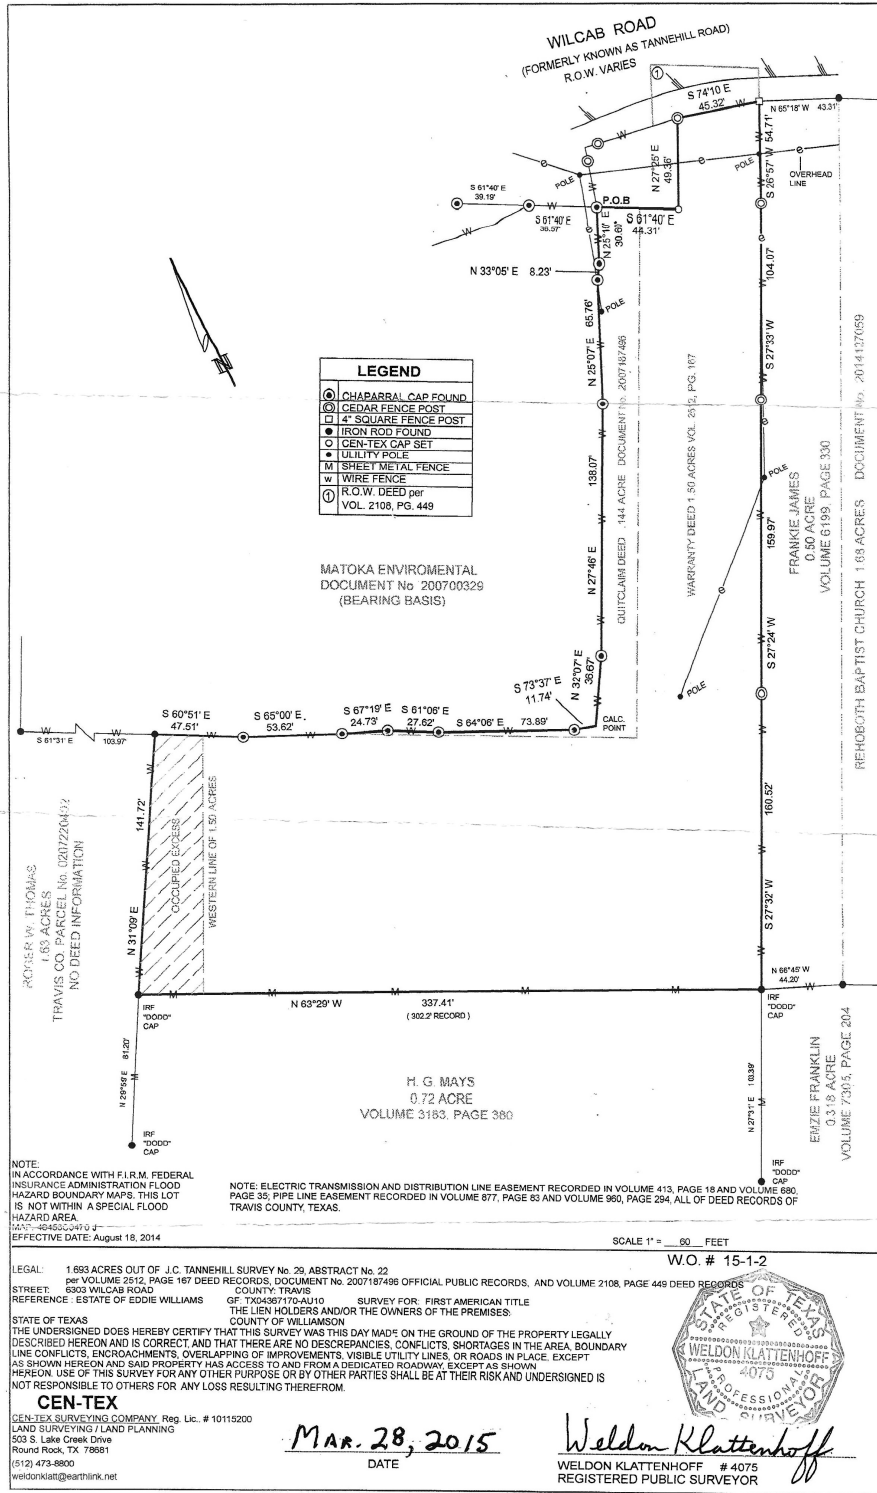 WILCAB ROAD
(FORMERLY KNOWN AS TANNEHILL ROAD)
R.O.W. VARIES
1
S 74°10 E
45.32'
N 65°18' W 43.31'
S 26°57' W 54.71'
N 27°25' E
49.36'
e
e
e
OVERHEAD
LINE
POLE
POLE
S 61°40' E
39.19'
W
S 61°40' E
36.57'
P.O.B
S 61°40' E
44.31'
N 25°10' E
30.60'
N 33°05' E 8.23'
POLE
N 25°07' E 65.76'
S 27°33' W 104.07
N
LEGEND
CHAPARRAL CAP FOUND
CEDAR FENCE POST
4" SQUARE FENCE POST
IRON ROD FOUND
CEN-TEX CAP SET
ULILITY POLE
M SHEET METAL FENCE
W WIRE FENCE
1 R.O.W. DEED per
VOL. 2108, PG. 449
N 27°46' E 138.07'
QUITCLAIM DEED .144 ACRE DOCUMENT No. 2007187496
WARRANTY DEED 1.50 ACRES VOL. 2512, PG. 167
POLE
S 27°24' W 159.97'
FRANKIE JAMES
0.50 ACRE
VOLUME 6199, PAGE 330
REHOBOTH BAPTIST CHURCH 1.68 ACRES DOCUMENT No. 2014127059
MATOKA ENVIROMENTAL
DOCUMENT No 200700329
(BEARING BASIS)
N 32°07' E
36.67'
S 73°37' E
11.74'
CALC.
POINT
POLE
S 60°51' E
47.51'
S 65°00' E
53.62'
S 67°19' E
24.73'
S 61°06' E
27.62'
S 64°06' E 73.89'
S 61°31' E 103.97'
N 31°09' E 141.72'
OCCUPIED EXCESS
WESTERN LINE OF 1.50 ACRES
ROGER W. THOMAS
1.63 ACRES
TRAVIS CO. PARCEL No. 0207220402
NO DEED INFORMATION
S 27°32' W 160.52'
N 66°45' W
44.20'
IRF
"DODD"
CAP
N 63°29' W 337.41'
( 302.2' RECORD )
IRF
"DODD"
CAP
N 29°59' E 81.20'
H. G. MAYS
0.72 ACRE
VOLUME 3183, PAGE 380
N 27°31' E 103.39'
EMZIE FRANKLIN
0.318 ACRE
VOLUME 7305, PAGE 204
IRF
"DODD"
CAP
IRF
"DODD"
CAP
NOTE:
IN ACCORDANCE WITH F.I.R.M. FEDERAL
INSURANCE ADMINISTRATION FLOOD
HAZARD BOUNDARY MAPS. THIS LOT
IS NOT WITHIN A SPECIAL FLOOD
HAZARD AREA.
EFFECTIVE DATE: August 18, 2014
NOTE: ELECTRIC TRANSMISSION AND DISTRIBUTION LINE EASEMENT RECORDED IN VOLUME 413, PAGE 18 AND VOLUME 680,
PAGE 35; PIPE LINE EASEMENT RECORDED IN VOLUME 877, PAGE 83 AND VOLUME 960, PAGE 294, ALL OF DEED RECORDS OF
TRAVIS COUNTY, TEXAS.
SCALE 1" = 60 FEET
W.O. # 15-1-2
LEGAL: 1.693 ACRES OUT OF J.C. TANNEHILL SURVEY No. 29, ABSTRACT No. 22
per VOLUME 2512, PAGE 167 DEED RECORDS, DOCUMENT No. 2007187496 OFFICIAL PUBLIC RECORDS, AND VOLUME 2108, PAGE 449 DEED RECORDS
STREET: 6303 WILCAB ROAD COUNTY: TRAVIS
REFERENCE : ESTATE OF EDDIE WILLIAMS GF: TX04367170-AU10 SURVEY FOR: FIRST AMERICAN TITLE
THE LIEN HOLDERS AND/OR THE OWNERS OF THE PREMISES:
STATE OF TEXAS COUNTY OF WILLIAMSON
THE UNDERSIGNED DOES HEREBY CERTIFY THAT THIS SURVEY WAS THIS DAY MADE ON THE GROUND OF THE PROPERTY LEGALLY
DESCRIBED HEREON AND IS CORRECT, AND THAT THERE ARE NO DESCREPANCIES, CONFLICTS, SHORTAGES IN THE AREA, BOUNDARY
LINE CONFLICTS, ENCROACHMENTS, OVERLAPPING OF IMPROVEMENTS, VISIBLE UTILITY LINES, OR ROADS IN PLACE, EXCEPT
AS SHOWN HEREON AND SAID PROPERTY HAS ACCESS TO AND FROM A DEDICATED ROADWAY, EXCEPT AS SHOWN
HEREON. USE OF THIS SURVEY FOR ANY OTHER PURPOSE OR BY OTHER PARTIES SHALL BE AT THEIR RISK AND UNDERSIGNED IS
NOT RESPONSIBLE TO OTHERS FOR ANY LOSS RESULTING THEREFROM.
STATE OF TEXAS
REGISTERED
WELDON KLATTENHOFF
4075
PROFESSIONAL
LAND SURVEYOR
CEN-TEX
CEN-TEX SURVEYING COMPANY Reg. Lic. # 10115200
LAND SURVEYING / LAND PLANNING
503 S. Lake Creek Drive
Round Rock, TX 78681
(512) 473-8800
weldonklatt@earthlink.net
MAR. 28, 2015
DATE
Weldon Klattenhoff
WELDON KLATTENHOFF # 4075
REGISTERED PUBLIC SURVEYOR